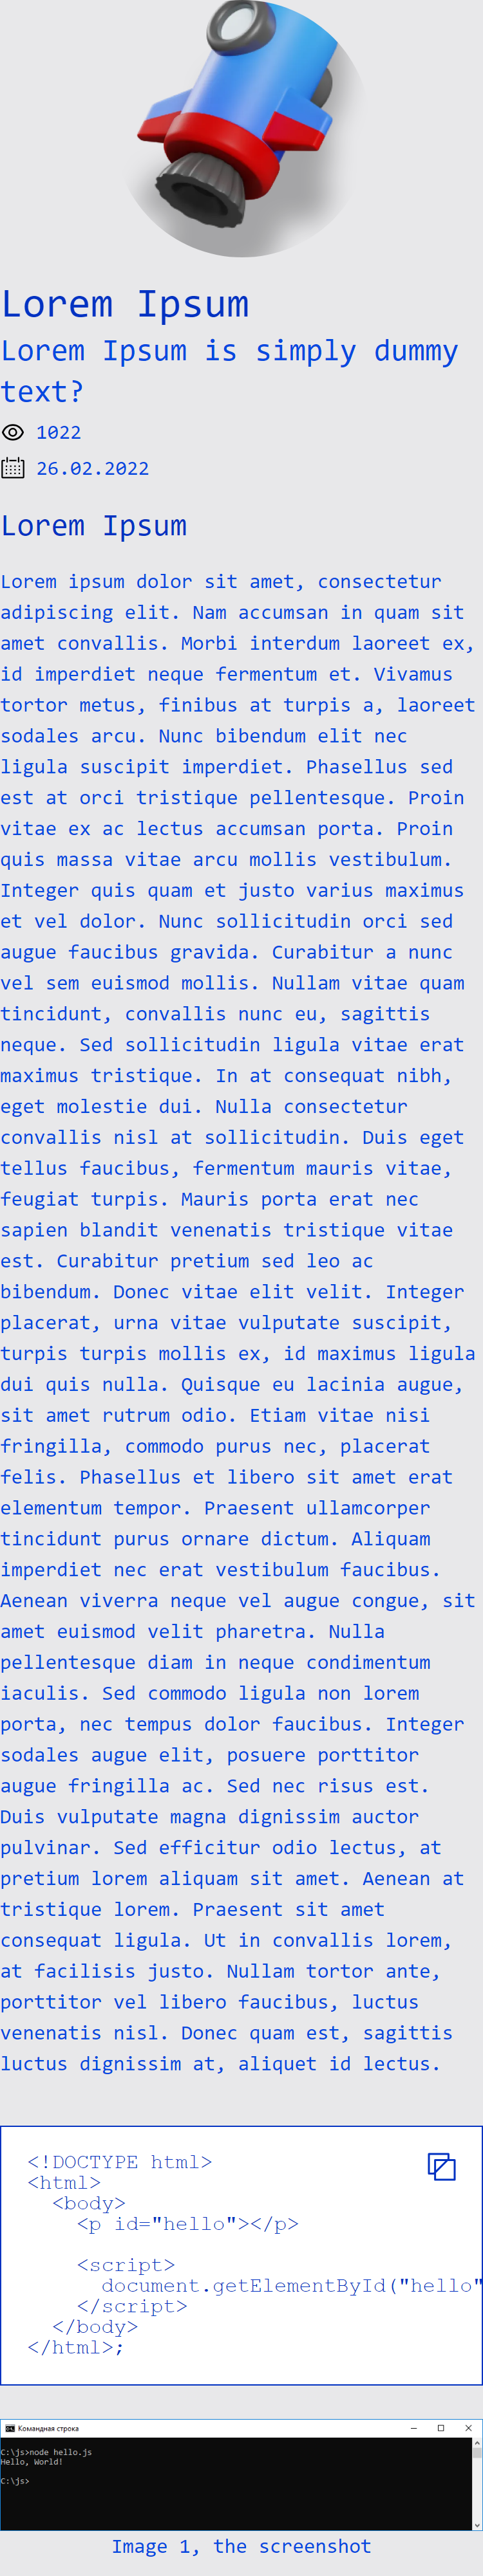 Lorem Ipsum
Lorem Ipsum is simply dummy
text?
1022
26.02.2022
Lorem Ipsum
Lorem ipsum dolor sit amet, consectetur
adipiscing elit. Nam accumsan in quam sit
amet convallis. Morbi interdum laoreet ex,
id imperdiet neque fermentum et. Vivamus
tortor metus, finibus at turpis a, laoreet
sodales arcu. Nunc bibendum elit nec
ligula suscipit imperdiet. Phasellus sed
est at orci tristique pellentesque. Proin
vitae ex ac lectus accumsan porta. Proin
quis massa vitae arcu mollis vestibulum.
Integer quis quam et justo varius maximus
et vel dolor. Nunc sollicitudin orci sed
augue faucibus gravida. Curabitur a nunc
vel sem euismod mollis. Nullam vitae quam
tincidunt, convallis nunc eu, sagittis
neque. Sed sollicitudin ligula vitae erat
maximus tristique. In at consequat nibh,
eget molestie dui. Nulla consectetur
convallis nisl at sollicitudin. Duis eget
tellus faucibus, fermentum mauris vitae,
feugiat turpis. Mauris porta erat nec
sapien blandit venenatis tristique vitae
est. Curabitur pretium sed leo ac
bibendum. Donec vitae elit velit. Integer
placerat, urna vitae vulputate suscipit,
turpis turpis mollis ex, id maximus ligula
dui quis nulla. Quisque eu lacinia augue,
sit amet rutrum odio. Etiam vitae nisi
fringilla, commodo purus nec, placerat
felis. Phasellus et libero sit amet erat
elementum tempor. Praesent ullamcorper
tincidunt purus ornare dictum. Aliquam
imperdiet nec erat vestibulum faucibus.
Aenean viverra neque vel augue congue, sit
amet euismod velit pharetra. Nulla
pellentesque diam in neque condimentum
iaculis. Sed commodo ligula non lorem
porta, nec tempus dolor faucibus. Integer
sodales augue elit, posuere porttitor
augue fringilla ac. Sed nec risus est.
Duis vulputate magna dignissim auctor
pulvinar. Sed efficitur odio lectus, at
pretium lorem aliquam sit amet. Aenean at
tristique lorem. Praesent sit amet
consequat ligula. Ut in convallis lorem,
at facilisis justo. Nullam tortor ante,
porttitor vel libero faucibus, luctus
venenatis nisl. Donec quam est, sagittis
luctus dignissim at, aliquet id lectus.
<!DOCTYPE html>
<html>
<body>
<p id="hello"></p>
<script>
document.getElementById("hello"
</script>
</body>
</html>;
Командная строка
C:\js>node hello.js
Hello, World!
C:\js>
Image 1, the screenshot